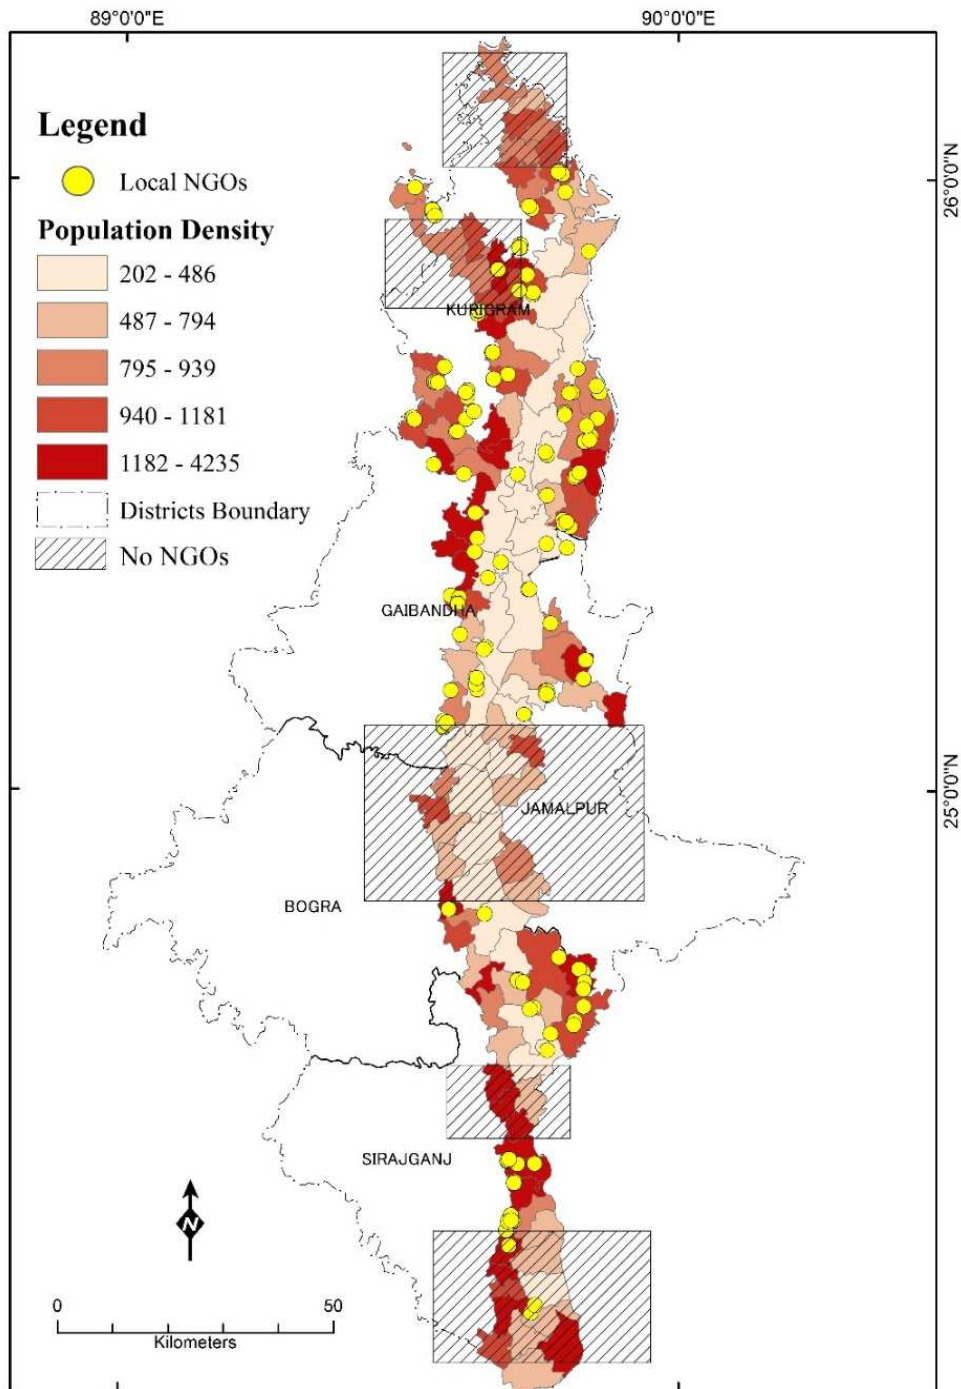 89°0'0"E
90°0'0"E
Legend
Local NGOs
Population Density
202 - 486
487 - 794
795 - 939
940 - 1181
1182 - 4235
Districts Boundary
No NGOs
26°0'0"N
KURIGRAM
GAIBANDHA
25°0'0"N
JAMALPUR
BOGRA
SIRAJGANJ
N
0 50
Kilometers